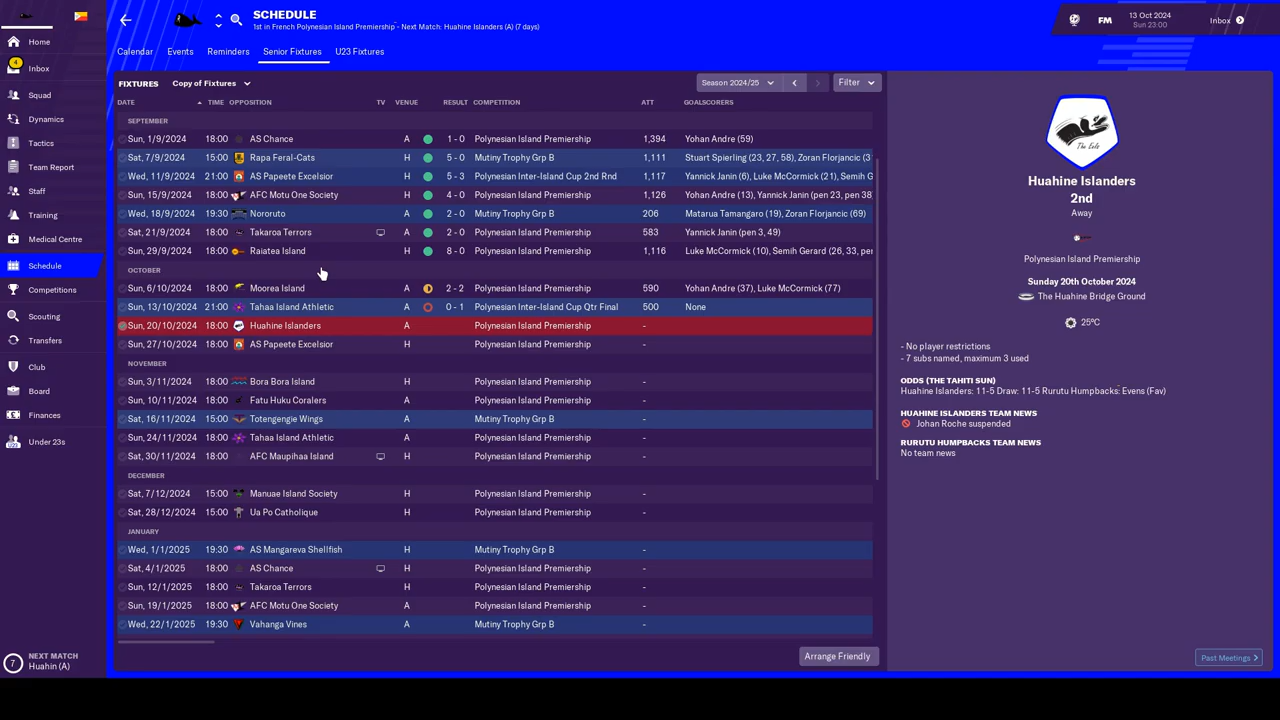 SCHEDULE
1st in French Polynesian Island Premiership - Next Match: Huahine Islanders (A) (7 days)
FM
13 Oct 2024
Sun 23:00
Inbox
Home
4
Inbox
Squad
Dynamics
Tactics
Team Report
Staff
Training
Medical Centre
Schedule
Competitions
Scouting
Transfers
Club
Board
Finances
Under 23s
7
NEXT MATCH
Huahin (A)
Calendar Events Reminders Senior Fixtures U23 Fixtures
FIXTURES Copy of Fixtures Season 2024/25 Filter
DATE TIME OPPOSITION TV VENUE RESULT COMPETITION ATT GOALSCORERS
SEPTEMBER
Sun, 1/9/2024 18:00 AS Chance A 1 - 0 Polynesian Island Premiership 1,394 Yohan Andre (59)
Sat, 7/9/2024 15:00 Rapa Feral-Cats H 5 - 0 Mutiny Trophy Grp B 1,111 Stuart Spierling (23, 27, 58), Zoran Florjancic (3
Wed, 11/9/2024 21:00 AS Papeete Excelsior H 5 - 3 Polynesian Inter-Island Cup 2nd Rnd 1,117 Yannick Janin (6), Luke McCormick (21), Semih G
Sun, 15/9/2024 18:00 AFC Motu One Society H 4 - 0 Polynesian Island Premiership 1,126 Yohan Andre (13), Yannick Janin (pen 23, pen 38
Wed, 18/9/2024 19:30 Nororuto A 2 - 0 Mutiny Trophy Grp B 206 Matarua Tamangaro (19), Zoran Florjancic (69)
Sat, 21/9/2024 18:00 Takaroa Terrors A 2 - 0 Polynesian Island Premiership 583 Yannick Janin (pen 3, 49)
Sun, 29/9/2024 18:00 Raiatea Island H 8 - 0 Polynesian Island Premiership 1,116 Luke McCormick (10), Semih Gerard (26, 33, per
OCTOBER
Sun, 6/10/2024 18:00 Moorea Island A 2 - 2 Polynesian Island Premiership 590 Yohan Andre (37), Luke McCormick (77)
Sun, 13/10/2024 21:00 Tahaa Island Athletic A 0 - 1 Polynesian Inter-Island Cup Qtr Final 500 None
Sun, 20/10/2024 18:00 Huahine Islanders A Polynesian Island Premiership -
Sun, 27/10/2024 18:00 AS Papeete Excelsior H Polynesian Island Premiership -
NOVEMBER
Sun, 3/11/2024 18:00 Bora Bora Island H Polynesian Island Premiership -
Sun, 10/11/2024 18:00 Fatu Huku Coralers A Polynesian Island Premiership -
Sat, 16/11/2024 15:00 Totengengie Wings A Mutiny Trophy Grp B -
Sun, 24/11/2024 18:00 Tahaa Island Athletic A Polynesian Island Premiership -
Sat, 30/11/2024 18:00 AFC Maupihaa Island H Polynesian Island Premiership -
DECEMBER
Sat, 7/12/2024 15:00 Manuae Island Society H Polynesian Island Premiership -
Sat, 28/12/2024 15:00 Ua Po Catholique H Polynesian Island Premiership -
JANUARY
Wed, 1/1/2025 19:30 AS Mangareva Shellfish H Mutiny Trophy Grp B -
Sat, 4/1/2025 18:00 AS Chance H Polynesian Island Premiership -
Sun, 12/1/2025 18:00 Takaroa Terrors H Polynesian Island Premiership -
Sun, 19/1/2025 18:00 AFC Motu One Society A Polynesian Island Premiership -
Wed, 22/1/2025 19:30 Vahanga Vines A Mutiny Trophy Grp B -
Arrange Friendly
The Eels
Huahine Islanders
2nd
Away
Polynesian Island Premiership
Sunday 20th October 2024
The Huahine Bridge Ground
25°C
- No player restrictions
- 7 subs named, maximum 3 used
ODDS (THE TAHITI SUN)
Huahine Islanders: 11-5 Draw: 11-5 Rurutu Humpbacks: Evens (Fav)
HUAHINE ISLANDERS TEAM NEWS
Johan Roche suspended
RURUTU HUMPBACKS TEAM NEWS
No team news
Past Meetings